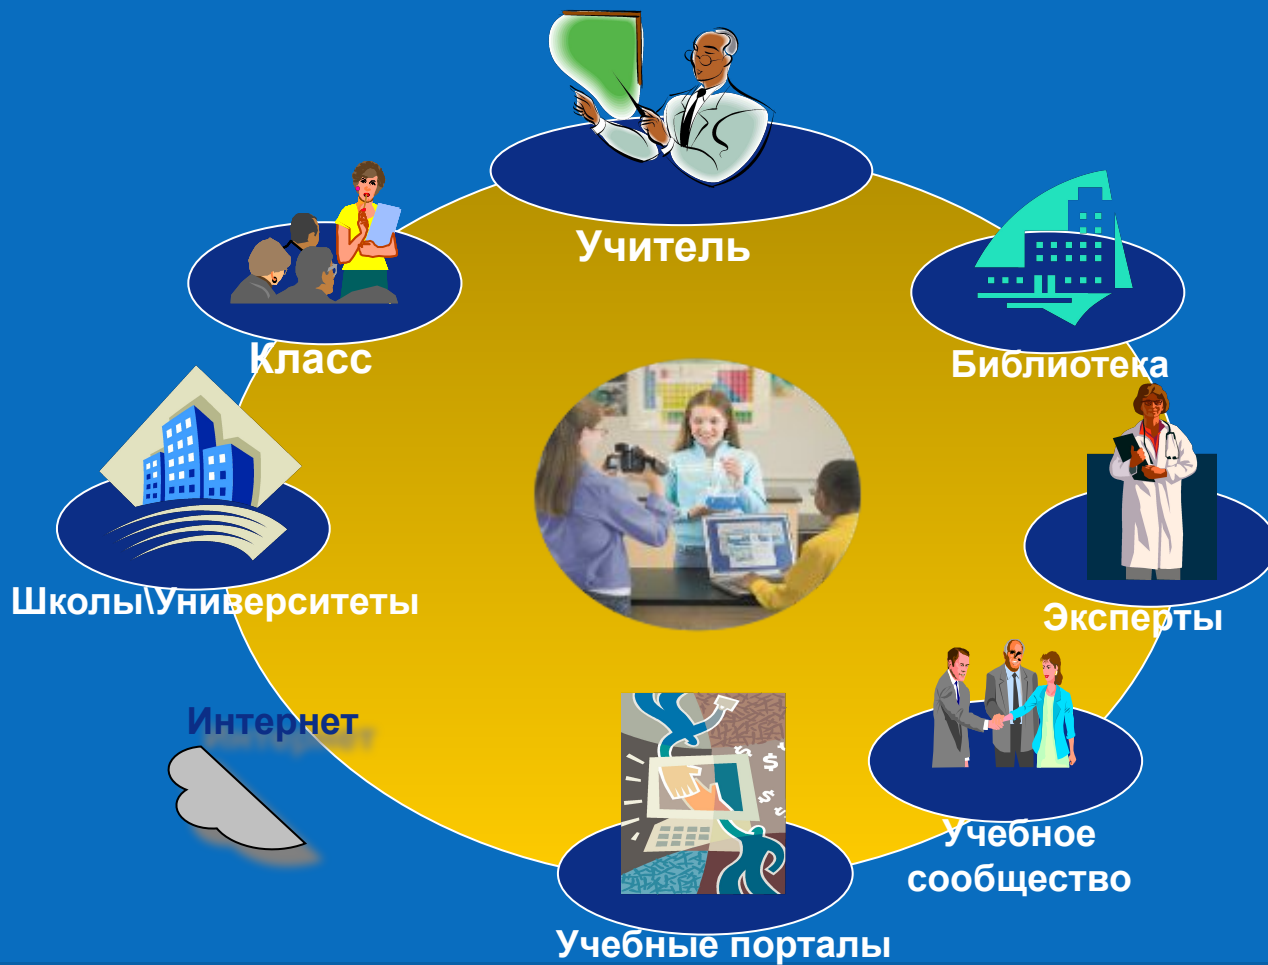 Учитель
Класс
Библиотека
Школы\Университеты
Эксперты
Интернет
Учебное
сообщество
Учебные порталы